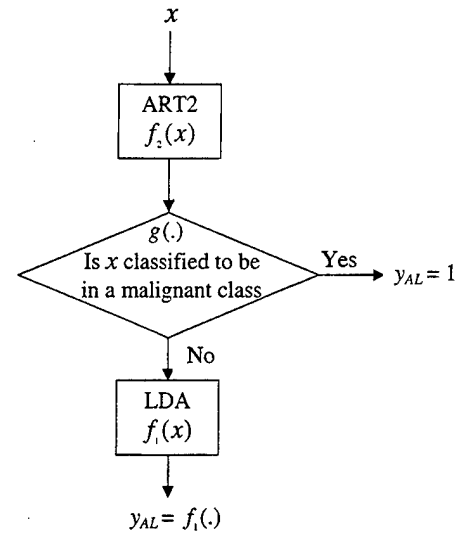 x
ART2
f₂(x)
g(.)
Is x classified to be
in a malignant class
Yes
y_AL = 1
No
LDA
f₁(x)
y_AL = f₁(.)